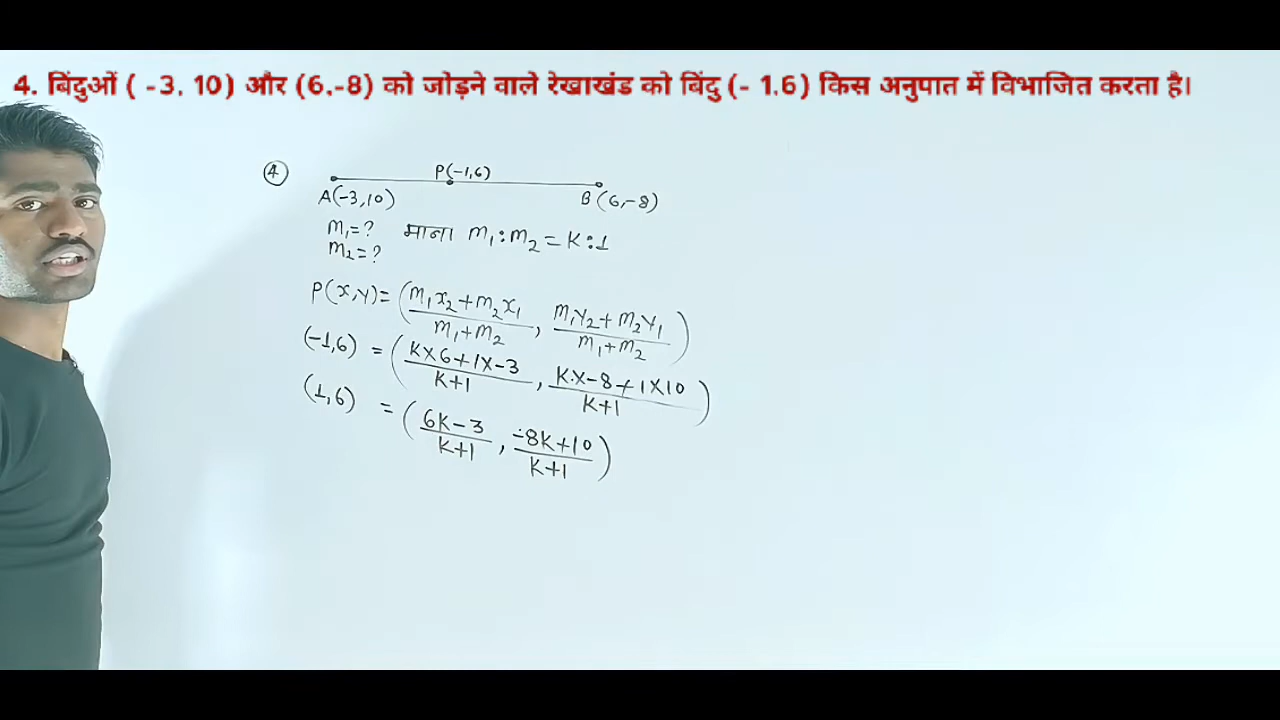 4. बिंदुओं ( -3. 10) और (6.-8) को जोड़ने वाले रेखाखंड को बिंदु (- 1.6) किस अनुपात में विभाजित करता है।
④
P(-1,6)
A(-3,10) B(6,-8)
m₁=? माना m₁:m₂=K:1
m₂=?
P(x,y)=(m₁x₂+m₂x₁/m₁+m₂, m₁y₂+m₂y₁/m₁+m₂)
(-1,6) = (K×6+1×-3/K+1, K×-8+1×10/K+1)
(1,6) = (6K-3/K+1, -8K+10/K+1)